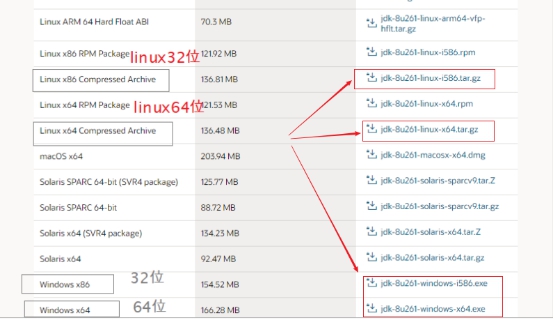 Linux ARM 64 Hard Float ABI 70.3 MB jdk-8u261-linux-arm64-vfp-hflt.tar.gz
Linux x86 RPM Package linux32位 121.92 MB jdk-8u261-linux-i586.rpm
Linux x86 Compressed Archive 136.81 MB jdk-8u261-linux-i586.tar.gz
Linux x64 RPM Package linux64位 121.53 MB jdk-8u261-linux-x64.rpm
Linux x64 Compressed Archive 136.48 MB jdk-8u261-linux-x64.tar.gz
macOS x64 203.94 MB jdk-8u261-macosx-x64.dmg
Solaris SPARC 64-bit (SVR4 package) 125.77 MB jdk-8u261-solaris-sparcv9.tar.Z
Solaris SPARC 64-bit 88.72 MB jdk-8u261-solaris-sparcv9.tar.gz
Solaris x64 (SVR4 package) 134.23 MB jdk-8u261-solaris-x64.tar.Z
Solaris x64 92.47 MB jdk-8u261-solaris-x64.tar.gz
Windows x86 32位 154.52 MB jdk-8u261-windows-i586.exe
Windows x64 64位 166.28 MB jdk-8u261-windows-x64.exe